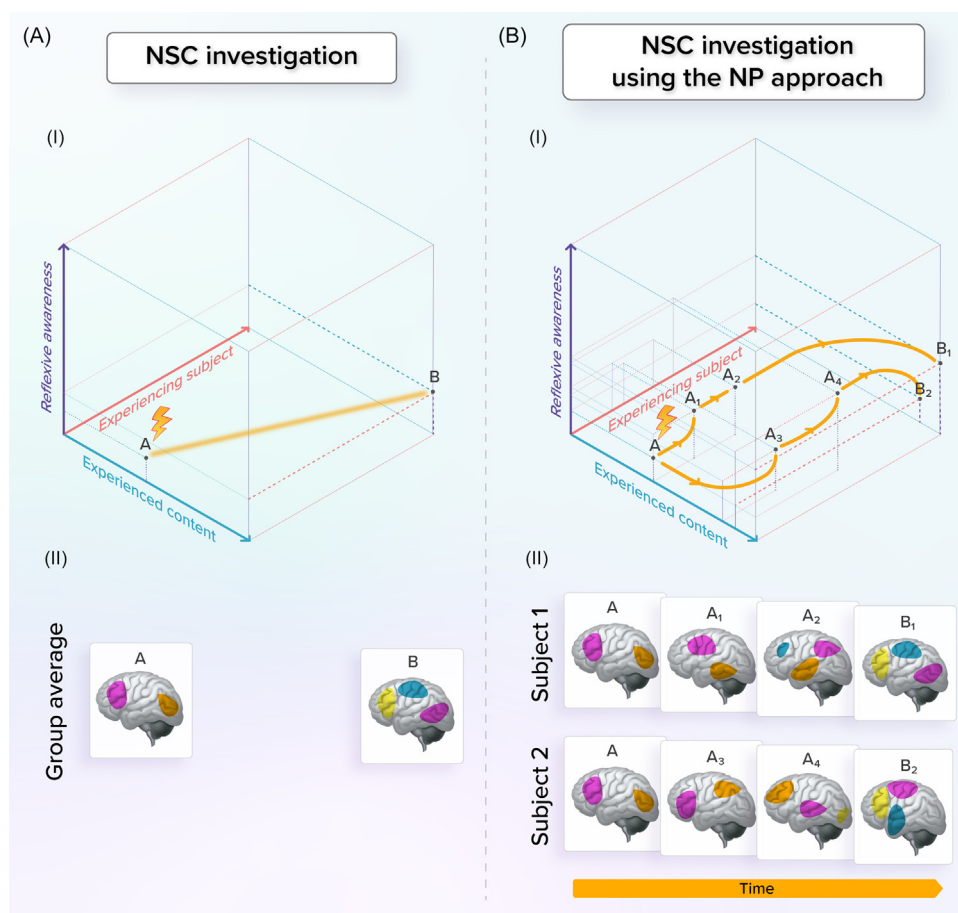 (A)
NSC investigation
(I)
Reflexive awareness
Experiencing subject
Experienced content
A
B
(II)
Group average
A
B
(B)
NSC investigation
using the NP approach
(I)
Reflexive awareness
Experiencing subject
Experienced content
A
A₁
A₂
A₃
A₄
B₁
B₂
(II)
Subject 1
A
A₁
A₂
B₁
Subject 2
A
A₃
A₄
B₂
Time